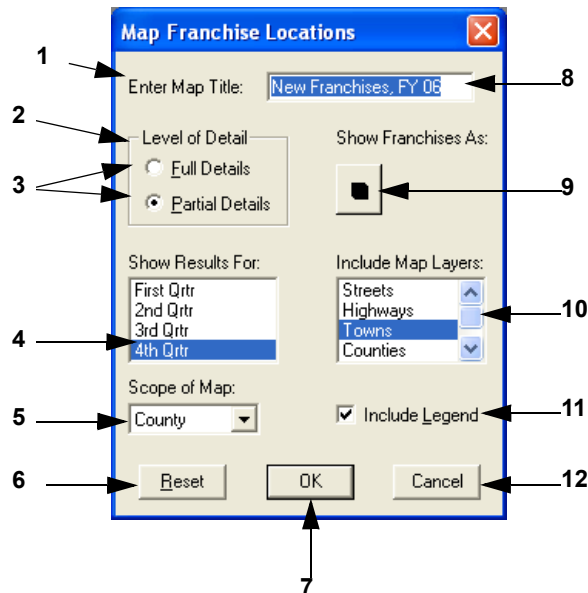 Map Franchise Locations
1
Enter Map Title:
New Franchises, FY 06
8
2
Level of Detail
Show Franchises As:
3
Full Details
Partial Details
9
Show Results For:
First Qrtr
2nd Qrtr
3rd Qrtr
4th Qrtr
4
Include Map Layers:
Streets
Highways
Towns
Counties
10
Scope of Map:
5
County
Include Legend
11
6
Reset
OK
Cancel
12
7